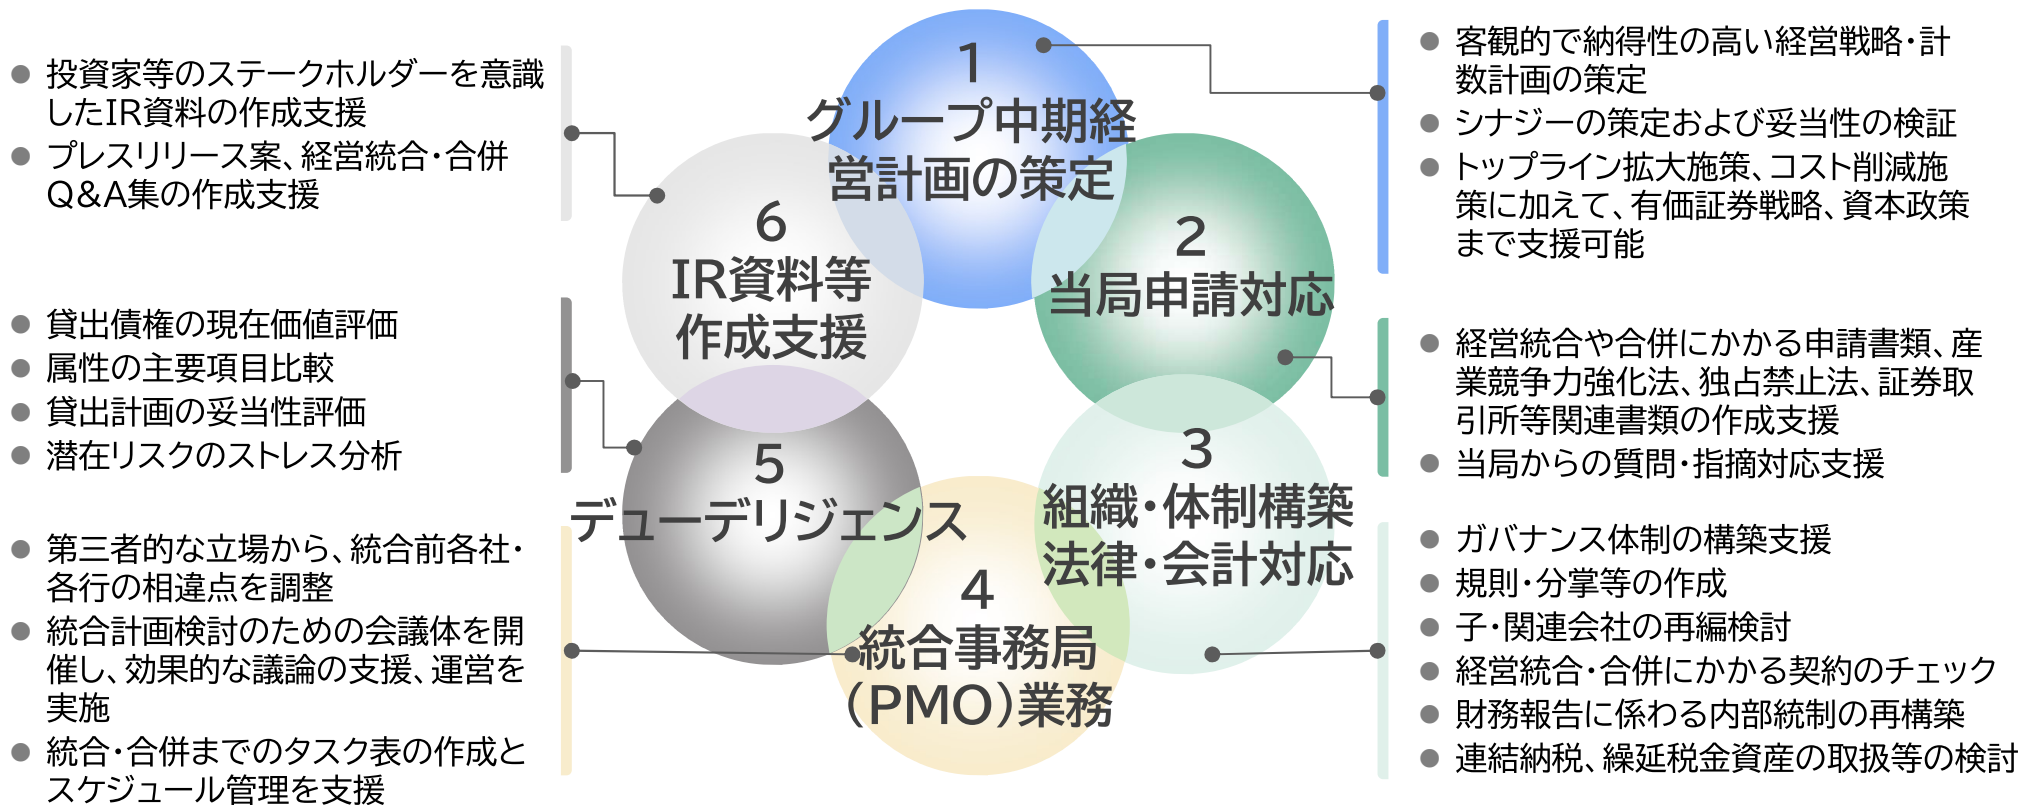 1
グループ中期経
営計画の策定
● 客観的で納得性の高い経営戦略・計
数計画の策定
● シナジーの策定および妥当性の検証
● トップライン拡大施策、コスト削減施
策に加えて、有価証券戦略、資本政策
まで支援可能
2
当局申請対応
● 経営統合や合併にかかる申請書類、産
業競争力強化法、独占禁止法、証券取
引所等関連書類の作成支援
● 当局からの質問・指摘対応支援
3
組織・体制構築
法律・会計対応
● ガバナンス体制の構築支援
● 規則・分掌等の作成
● 子・関連会社の再編検討
● 経営統合・合併にかかる契約のチェック
● 財務報告に係わる内部統制の再構築
● 連結納税、繰延税金資産の取扱等の検討
4
統合事務局
（PMO）業務
● 第三者的な立場から、統合前各社・
各行の相違点を調整
● 統合計画検討のための会議体を開
催し、効果的な議論の支援、運営を
実施
● 統合・合併までのタスク表の作成と
スケジュール管理を支援
5
デューデリジェンス
● 貸出債権の現在価値評価
● 属性の主要項目比較
● 貸出計画の妥当性評価
● 潜在リスクのストレス分析
6
IR資料等
作成支援
● 投資家等のステークホルダーを意識
したIR資料の作成支援
● プレスリリース案、経営統合・合併
Q&A集の作成支援